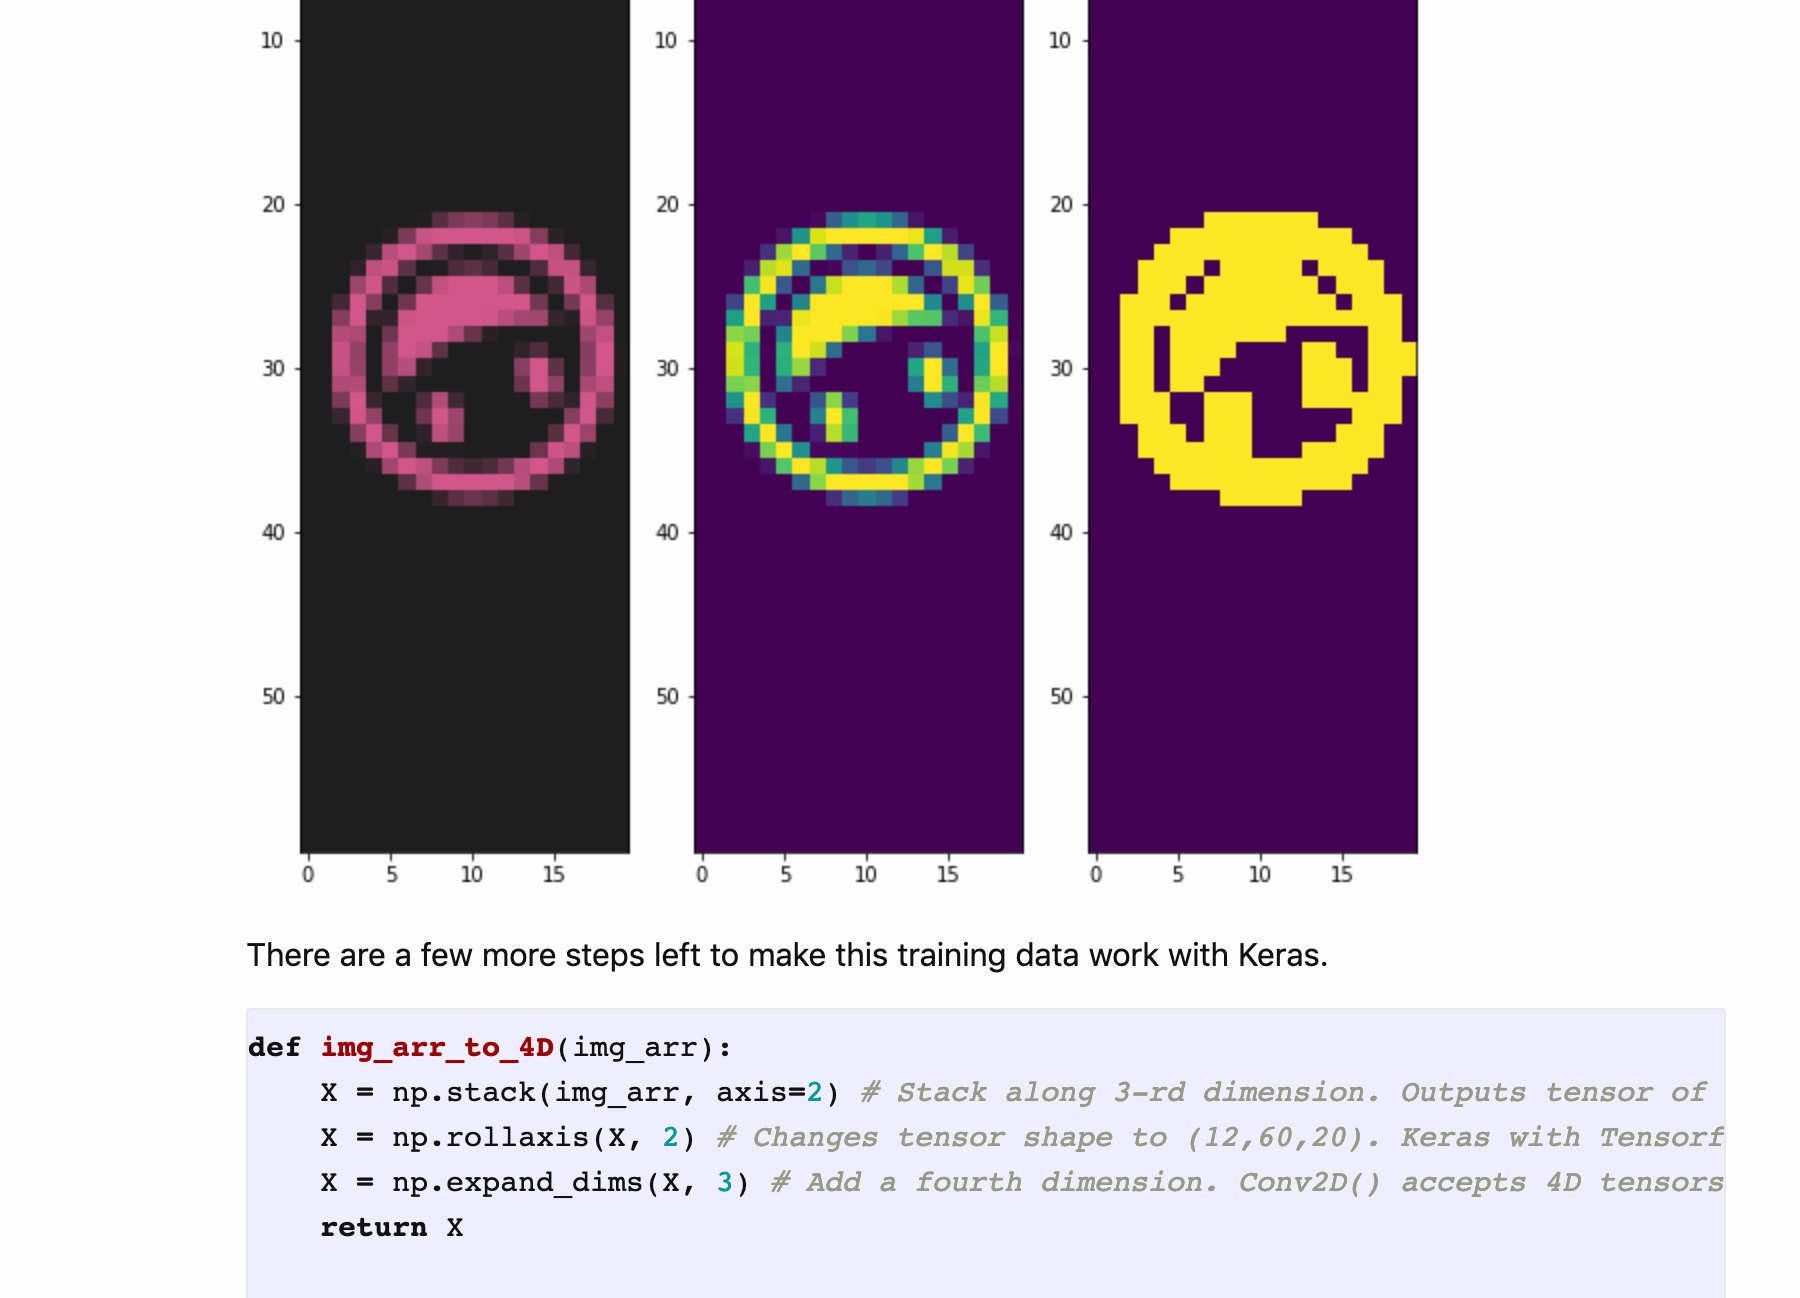 10 10 10
20 20 20
30 30 30
40 40 40
50 50 50
0 5 10 15 0 5 10 15 0 5 10 15
There are a few more steps left to make this training data work with Keras.
def img_arr_to_4D(img_arr):
    X = np.stack(img_arr, axis=2) # Stack along 3-rd dimension. Outputs tensor of
    X = np.rollaxis(X, 2) # Changes tensor shape to (12,60,20). Keras with Tensorf
    X = np.expand_dims(X, 3) # Add a fourth dimension. Conv2D() accepts 4D tensors
    return X